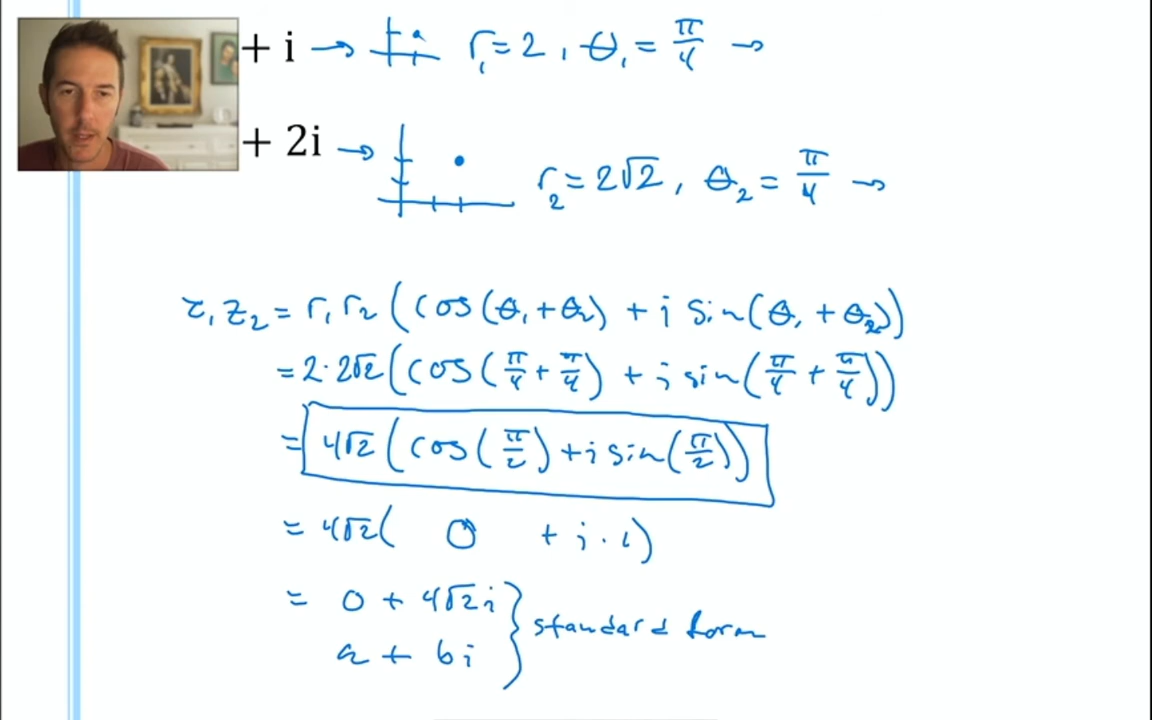 + i → r₁ = 2, θ₁ = π/4 →
+ 2i → r₂ = 2√2, θ₂ = π/4 →
z₁z₂ = r₁r₂(cos(θ₁+θ₂) + i sin(θ₁+θ₂))
= 2·2√2(cos(π/4 + π/4) + i sin(π/4 + π/4))
= 4√2(cos(π/2) + i sin(π/2))
= 4√2( 0 + i·1)
= 0 + 4√2i } standard form
a + bi